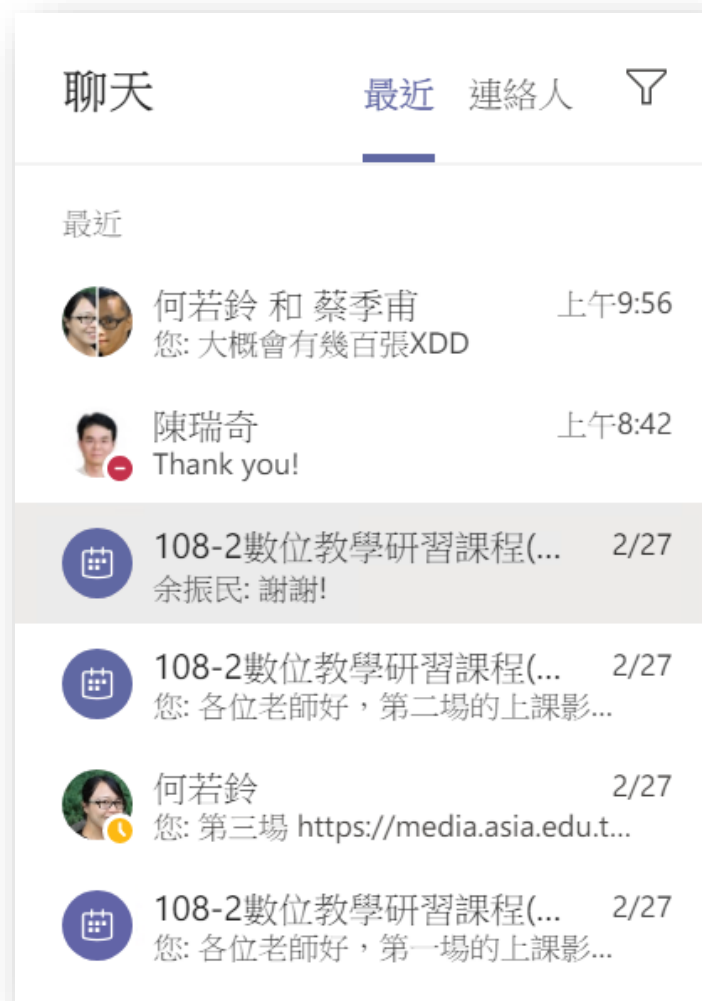 聊天 最近 連絡人
最近
何若鈴 和 蔡季甫 上午9:56
您: 大概會有幾百張XDD
陳瑞奇 上午8:42
Thank you!
108-2數位教學研習課程(... 2/27
余振民: 謝謝!
108-2數位教學研習課程(... 2/27
您: 各位老師好，第二場的上課影...
何若鈴 2/27
您: 第三場 https://media.asia.edu.t...
108-2數位教學研習課程(... 2/27
您: 各位老師好，第一場的上課影...